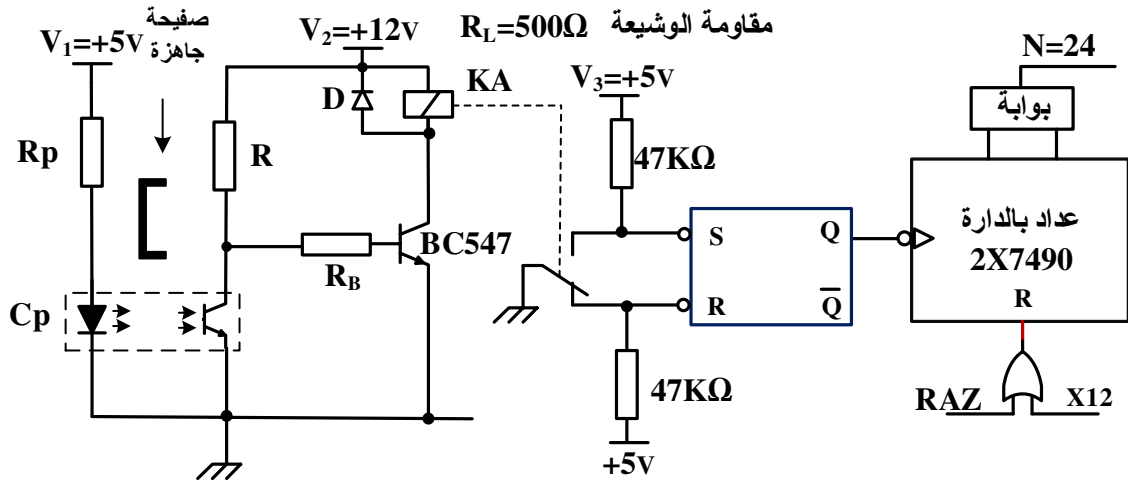 صفيحة
جاهزة
V₁=+5V
V₂=+12V
R_L=500Ω مقاومة الوشيعة
N=24
D
KA
V₃=+5V
بوابة
Rp
R
47KΩ
BC547
R_B
S
Q
R
Q̅
عداد بالدارة
2X7490
R
Cp
47KΩ
+5V
RAZ
X12